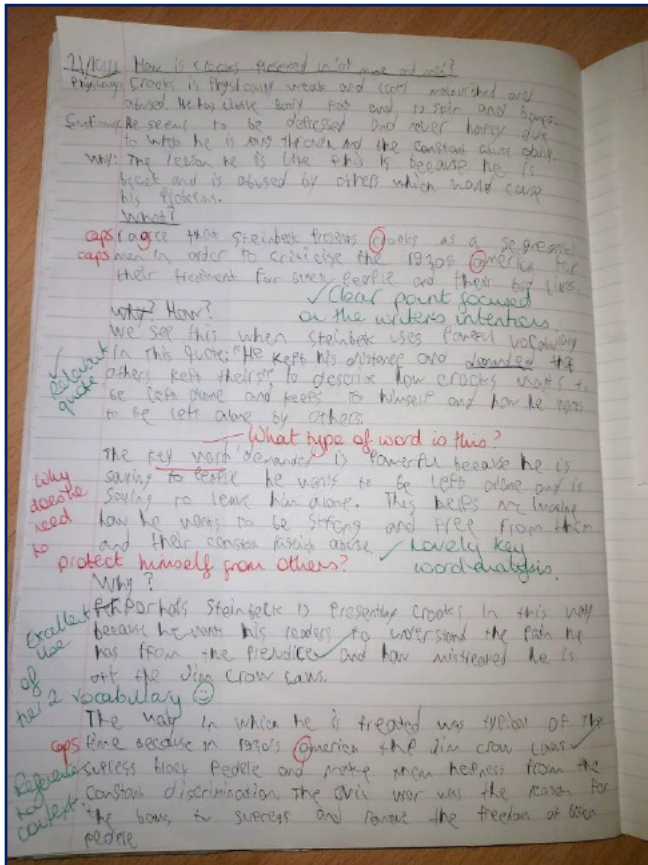 How is crooks presented in 'of mice and men'?
Physically: Crooks is Physically weak and looks malnurished and
abused. He has little body fat and is skin and bones.
Emotionally: He seems to be depressed and never happy due
to what he is and the constant abuse
Why: The reason he is like this is because he is
black and is abused by others which would cause
his problems.
What?
caps I agree that Steinbeck Presents crooks as a segregated
caps man in order to criticise the 1930s america for
their treatment for black people and their lives.
✓ Clear point focused
How? on the writer's intentions.
We see this when Steinbeck uses Powerful vocabulary
✓ Relevant quote
in this quote: "He kept his distance and demanded that
others kept theirs", to describe how crooks wants to
be left alone and keeps to himself and how he wants
to be left alone by others.
What type of word is this?
The key word 'demanded' is Powerful because he is
saying to people he wants to be left alone and is
saying to leave him alone. This helps me imagine
how he wants to be strong and free from them
and their constant racist abuse ✓ Lovely key
word analysis.
Why does he need to protect himself from others?
Why?
Perhaps Steinbeck is Presenting crooks in this way
because he wants his readers to understand the Pain he
has from the Prejudice ✓ and how mistreated he is
off the Jim Crow Laws.
Excellent use of tier 2 vocabulary
The way in which he is treated was typical of the
caps time because in 1930's america the Jim crow Laws ✓
Reference to context.
supress black People and make them helpless from the
constant discrimination. The civil war was the reason for
the laws to supress and remove the freedom of black
people